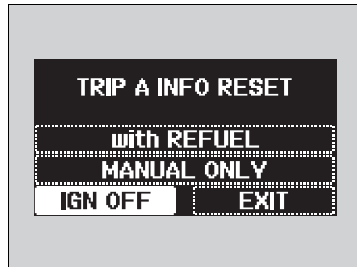 TRIP A INFO RESET
with REFUEL
MANUAL ONLY
IGN OFF EXIT